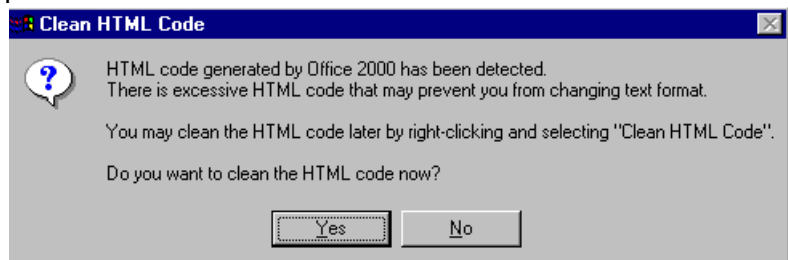 Clean HTML Code
HTML code generated by Office 2000 has been detected.
There is excessive HTML code that may prevent you from changing text format.
You may clean the HTML code later by right-clicking and selecting "Clean HTML Code".
Do you want to clean the HTML code now?
Yes No